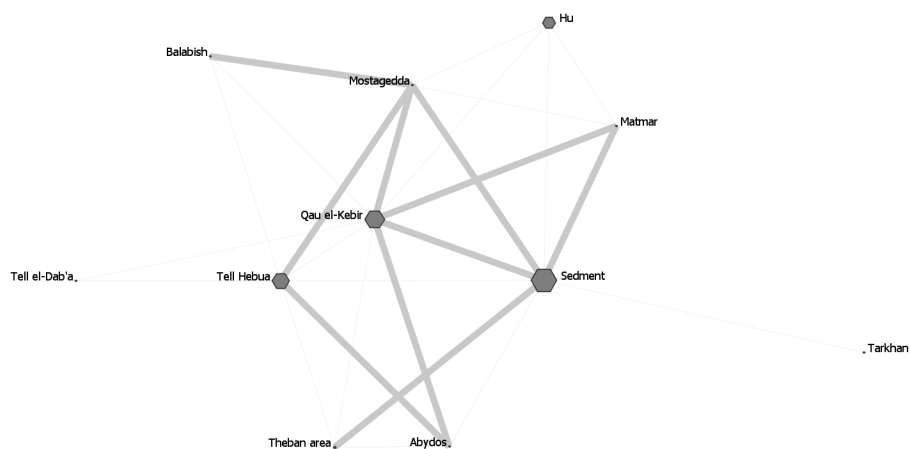 Hu
Balabish
Mostagedda
Matmar
Qau el-Kebir
Tell el-Dab'a
Tell Hebua
Sedment
Tarkhan
Theban area
Abydos